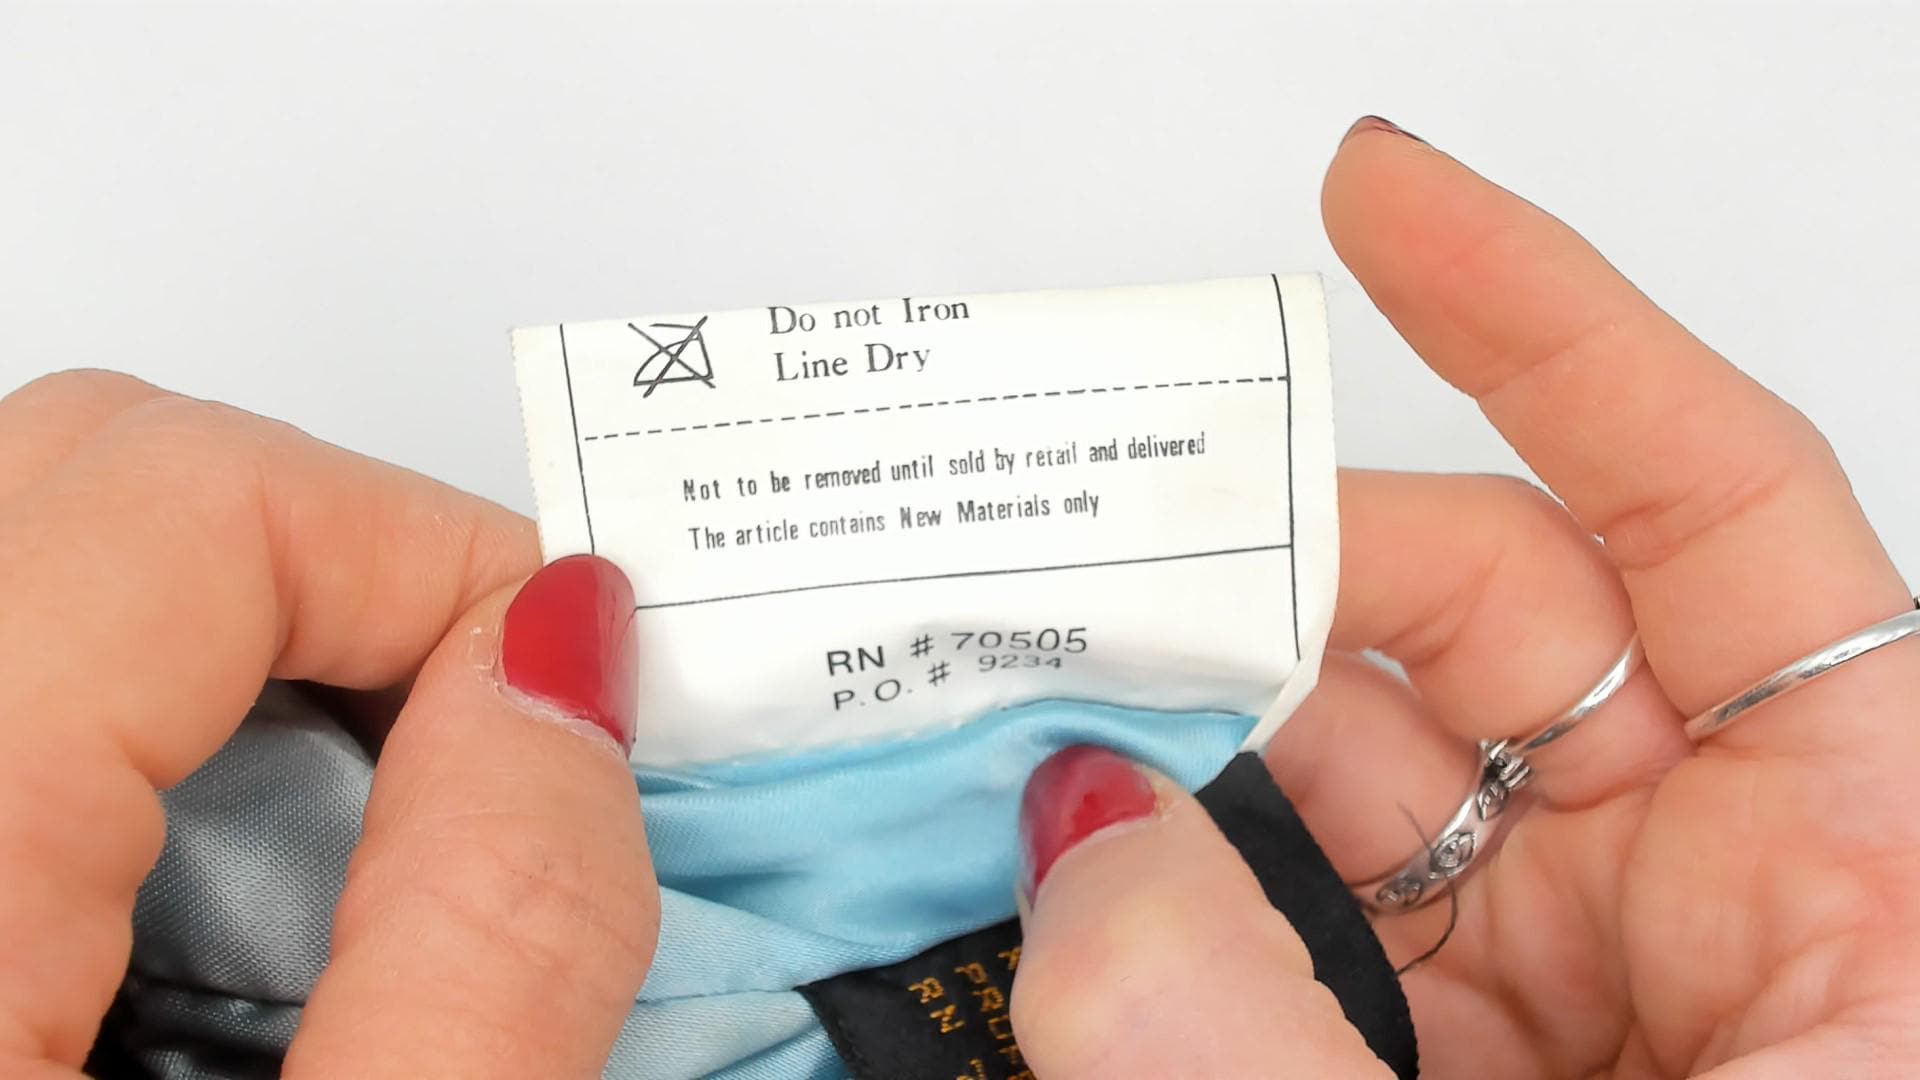 Do not Iron
Line Dry
Not to be removed until sold by retail and delivered
The article contains New Materials only
RN # 70505
P.O. # 9234
RN